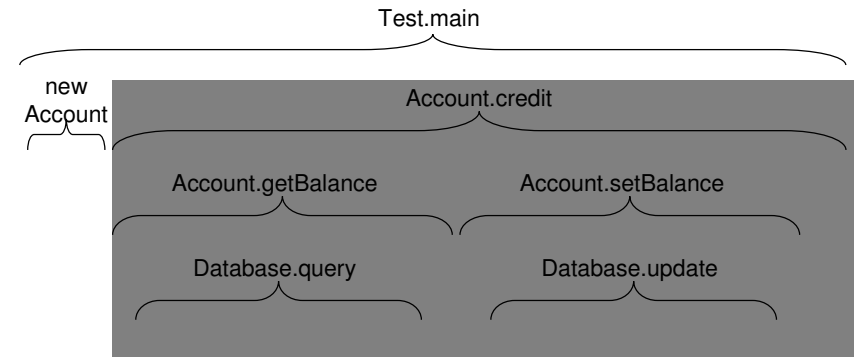 Test.main
new
Account
Account.credit
Account.getBalance
Account.setBalance
Database.query
Database.update